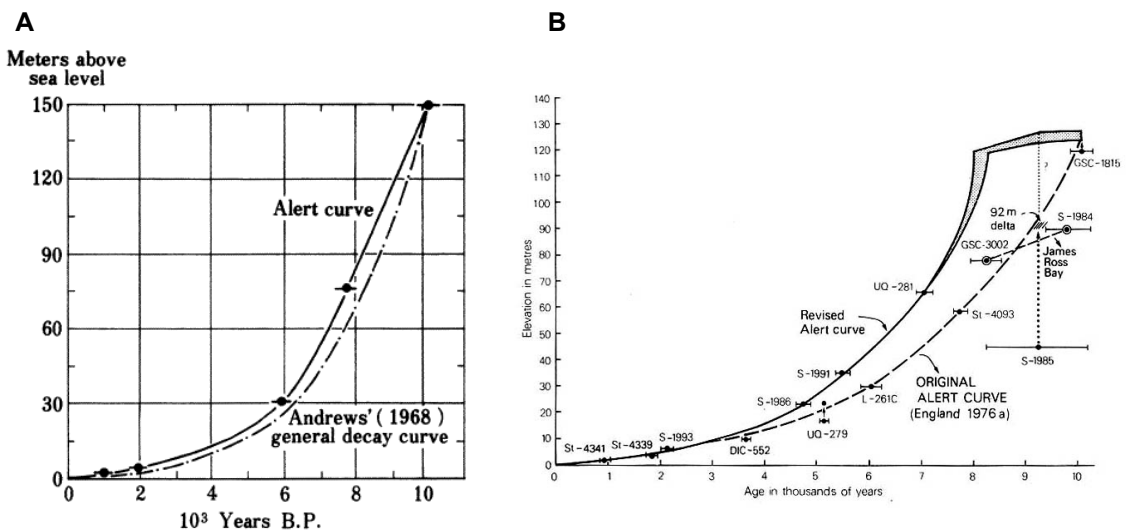 A
Meters above
sea level
150
120
90
60
30
0
Alert curve
Andrews' (1968)
general decay curve
0
2
4
6
8
10
10³ Years B.P.
B
140
130
120
110
100
90
80
70
60
50
40
30
20
10
0
Elevation in metres
GSC-1815
92 m
delta
S-1984
GSC-3002
James
Ross
Bay
UQ-281
Revised
Alert curve
St-4093
S-1985
S-1991
ORIGINAL
ALERT CURVE
(England 1976 a)
S-1986
L-261C
St-4341
St-4339
S-1993
UQ-279
DIC-552
0
1
2
3
4
5
6
7
8
9
10
?
Age in thousands of years